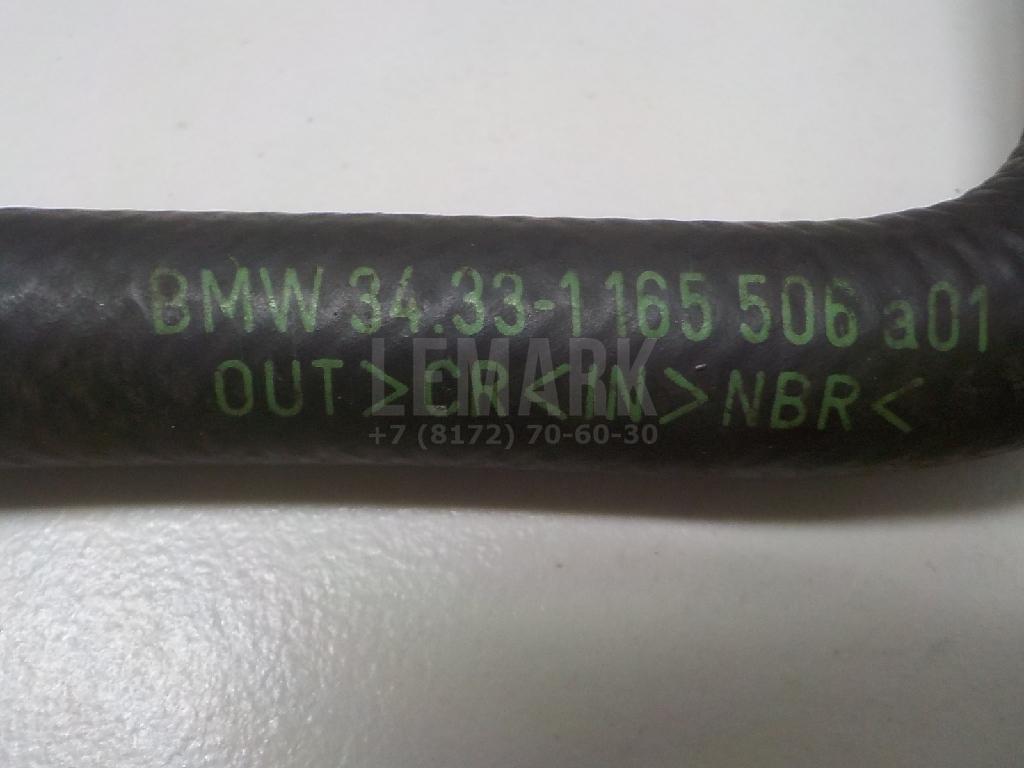 BMW 34.33-1 165 506 a01
OUT >CR< IN >NBR<
LEMARK
+7 (8172) 70-60-30